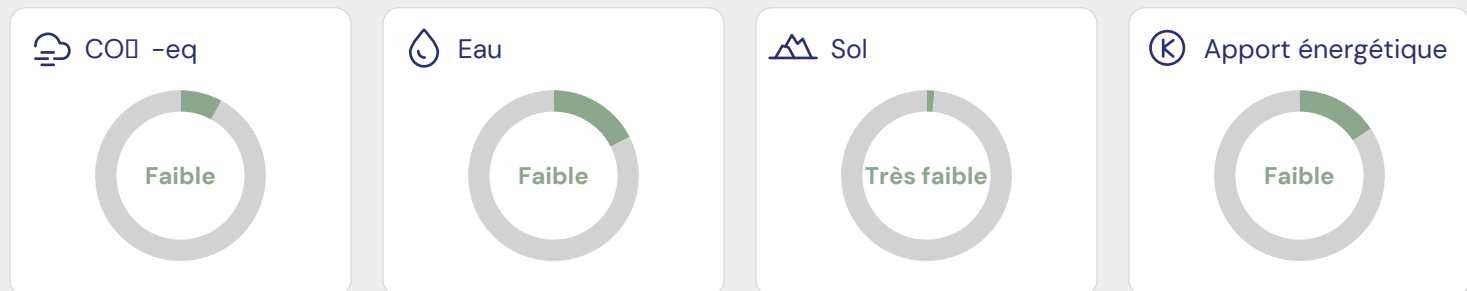 CO▯ -eq
Faible
Eau
Faible
Sol
Très faible
Apport énergétique
Faible